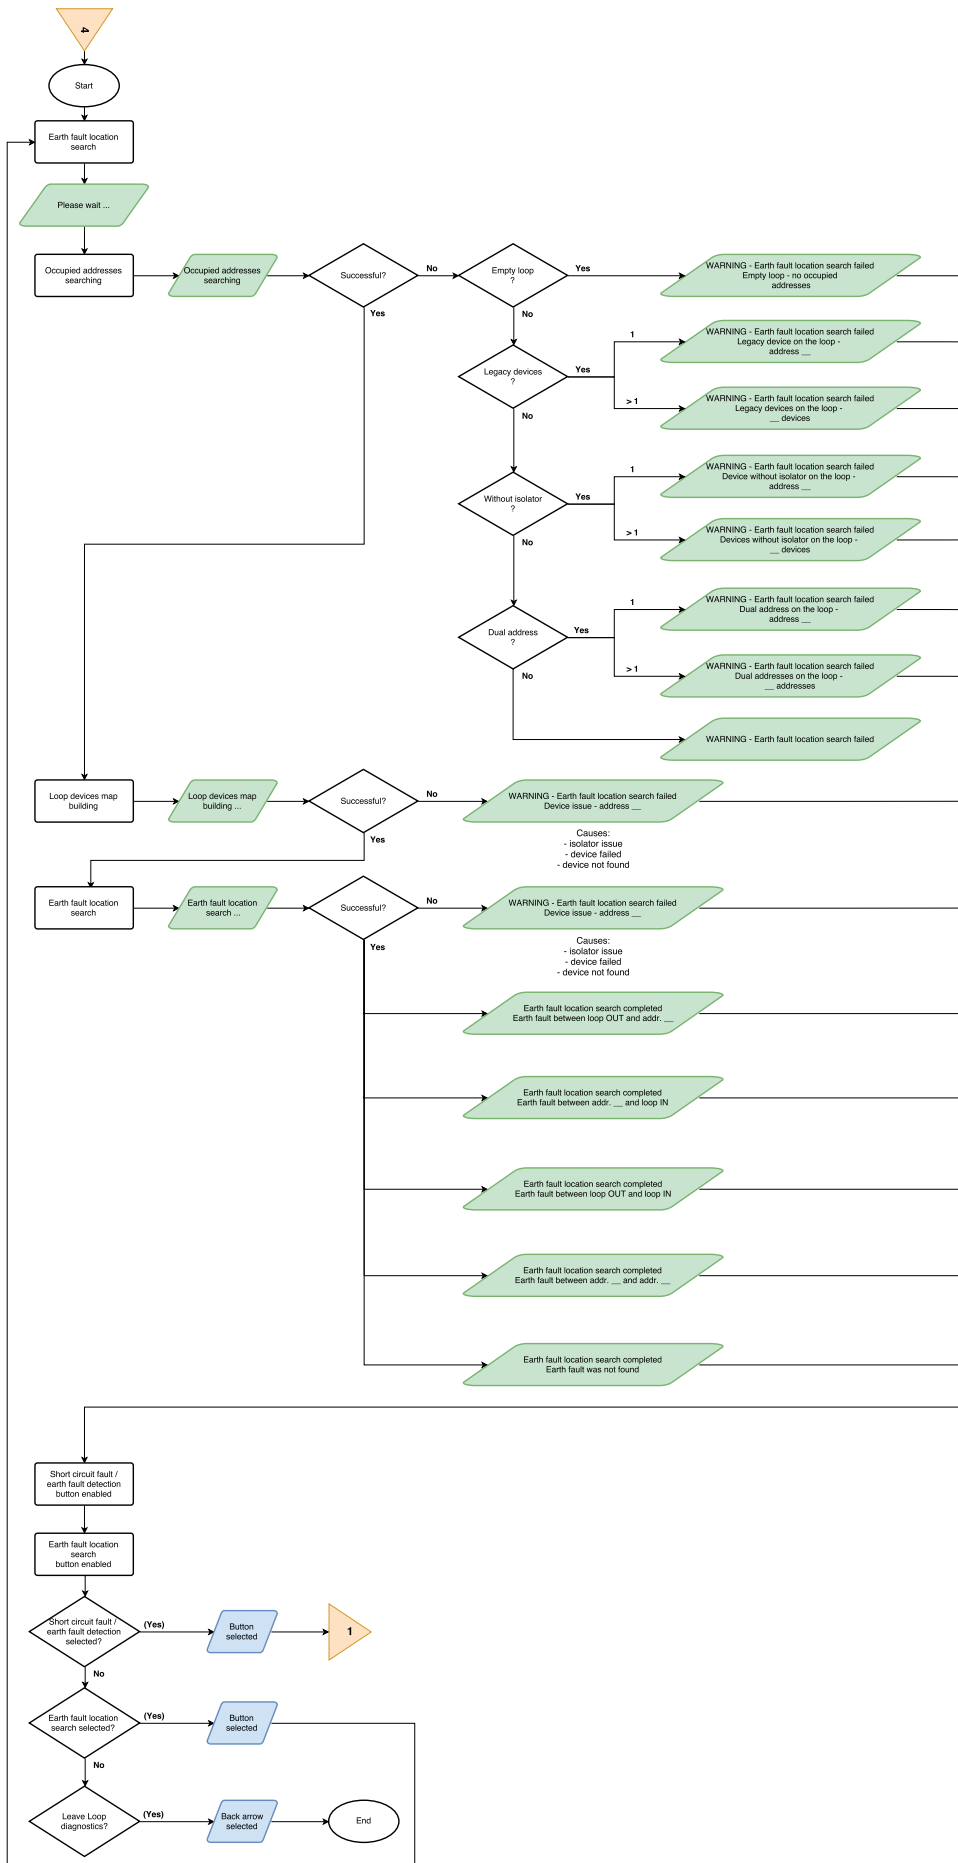 4
Start
Earth fault location
search
Please wait ...
Occupied addresses
searching
Occupied addresses
searching
Successful?
No
Yes
Empty loop
?
Yes
No
WARNING - Earth fault location search failed
Empty loop - no occupied
addresses
Legacy devices
?
Yes
No
1
WARNING - Earth fault location search failed
Legacy device on the loop -
address __
> 1
WARNING - Earth fault location search failed
Legacy devices on the loop -
__ devices
Without isolator
?
Yes
No
1
WARNING - Earth fault location search failed
Device without isolator on the loop -
address __
> 1
WARNING - Earth fault location search failed
Devices without isolator on the loop -
__ devices
Dual address
?
Yes
No
1
WARNING - Earth fault location search failed
Dual address on the loop -
address __
> 1
WARNING - Earth fault location search failed
Dual addresses on the loop -
__ addresses
WARNING - Earth fault location search failed
Loop devices map
building
Loop devices map
building ...
Successful?
No
Yes
WARNING - Earth fault location search failed
Device issue - address __
Causes:
- isolator issue
- device failed
- device not found
Earth fault location
search
Earth fault location
search ...
Successful?
No
Yes
WARNING - Earth fault location search failed
Device issue - address __
Causes:
- isolator issue
- device failed
- device not found
Earth fault location search completed
Earth fault between loop OUT and addr. __
Earth fault location search completed
Earth fault between addr. __ and loop IN
Earth fault location search completed
Earth fault between loop OUT and loop IN
Earth fault location search completed
Earth fault between addr. __ and addr. __
Earth fault location search completed
Earth fault was not found
Short circuit fault /
earth fault detection
button enabled
Earth fault location
search
button enabled
Short circuit fault /
earth fault detection
selected?
(Yes)
No
Button
selected
1
Earth fault location
search selected?
(Yes)
No
Button
selected
Leave Loop
diagnostics?
(Yes)
Back arrow
selected
End